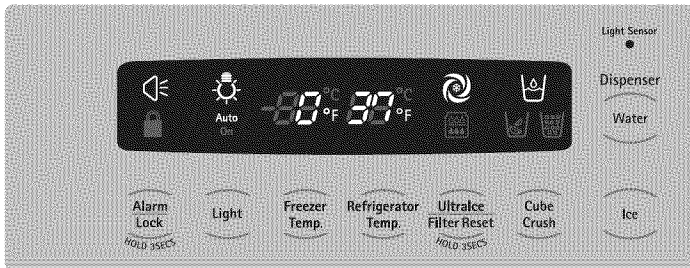 Light Sensor
Dispenser
Auto
On
0 °F 37 °F
°C °C
Water
Alarm
Lock
HOLD 3SECS
Light
Freezer
Temp.
Refrigerator
Temp.
UltraIce
Filter Reset
HOLD 3SECS
Cube
Crush
Ice